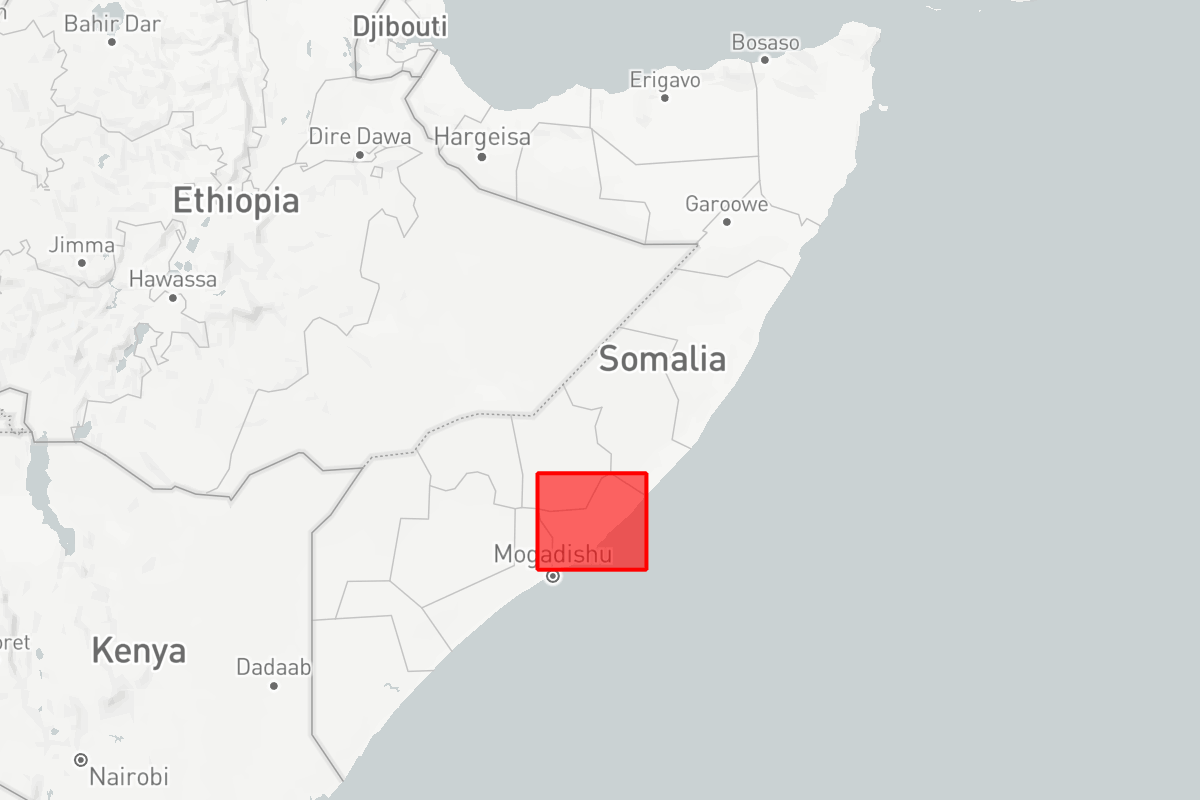 Bahir Dar
Djibouti
Bosaso
Erigavo
Dire Dawa
Hargeisa
Ethiopia
Garoowe
Jimma
Hawassa
Somalia
Mogadishu
Kenya
Dadaab
Nairobi